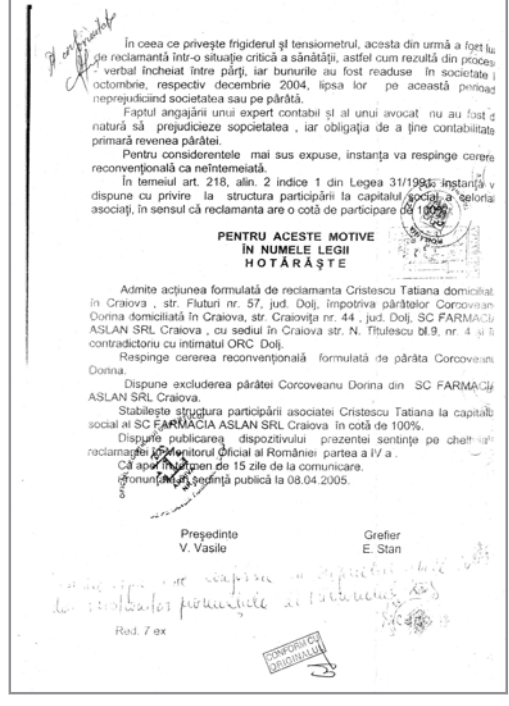 În ceea ce priveşte frigiderul şI tensiometrul, acesta din urmă a fost
de reclamantă într-o situaţie critică a sănătăţii, astfel cum rezultă din proces
- verbal încheiat între părţi, iar bunurile au fost readuse în societate
octombrie, respectiv decembrie 2004, lipsa lor pe această perioad
neprejudiciind societatea sau pe pârâtă.
Faptul angajării unui expert contabil şI al unui avocat nu au fost d
natură să prejudicieze sopcietatea , iar obligaţia de a ţine contabilitate
primară revenea pârâtei.
Pentru considerentele mai sus expuse, instanţa va respinge cerere
reconvenţională ca neîntemeiată.
În temeiul art. 218, alin. 2 indice 1 din Legea 31/1991, instanţa v
dispune cu privire la structura participării la capitalul social a celorlal
asociaţi, în sensul că reclamanta are o cotă de participare de 100%.
PENTRU ACESTE MOTIVE
ÎN NUMELE LEGII
H O T Ă R Ă Ş T E
Admite acţiunea formulată de reclamanta Cristescu Tatiana domiciliat
în Craiova , str. Fluturi nr. 57, jud. Dolj, împotriva pârâtelor Corcovean
Dorina domiciliată în Craiova, str. Craioviţa nr. 44 , jud. Dolj, SC FARMACIA
ASLAN SRL Craiova , cu sediul în Craiova str. N. Titulescu bl.9, nr. 4 şi în
contradictoriu cu intimatul ORC Dolj.
Respinge cererea reconvenţională formulată de pârâta Corcoveanu
Dorina.
Dispune excluderea pârâtei Corcoveanu Dorina din SC FARMACIA
ASLAN SRL Craiova.
Stabileşte structura participării asociatei Cristescu Tatiana la capitalul
social al SC FARMACIA ASLAN SRL Craiova în cotă de 100%.
Dispune publicarea dispozitivului prezentei sentinţe pe chelt
reclamantei în Monitorul Oficial al României partea a IV a .
Cu apel în termen de 15 zile de la comunicare.
Pronunţată în şedinţă publică la 08.04.2005.
Preşedinte
V. Vasile
Grefier
E. Stan
Red. 7 ex
CONFORM CU
ORIGINALUL